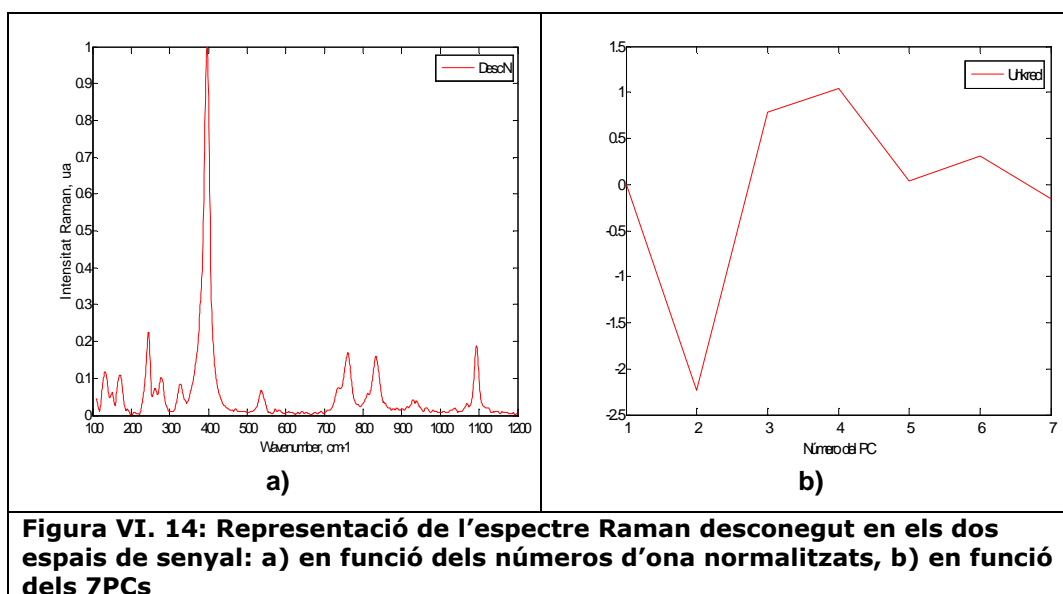 1
0.9
0.8
0.7
0.6
0.5
0.4
0.3
0.2
0.1
0
Intensitat Raman, ua
DescN
100 200 300 400 500 600 700 800 900 1000 1100 1200
Wavenumber, cm-1
a)
1.5
1
0.5
0
-0.5
-1
-1.5
-2
-2.5
Unkred
1 2 3 4 5 6 7
Número del PC
b)
Figura VI. 14: Representació de l’espectre Raman desconegut en els dos
espais de senyal: a) en funció dels números d’ona normalitzats, b) en funció
dels 7PCs